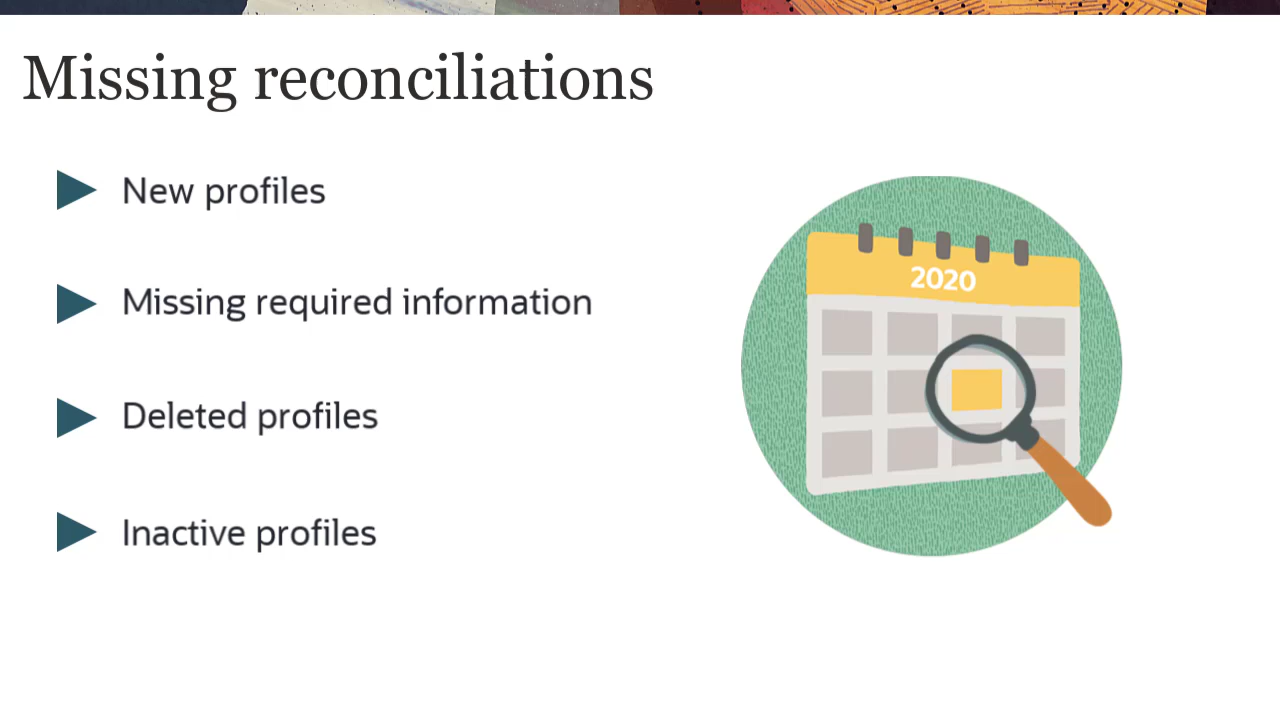 Missing reconciliations
New profiles
Missing required information
Deleted profiles
Inactive profiles
2020